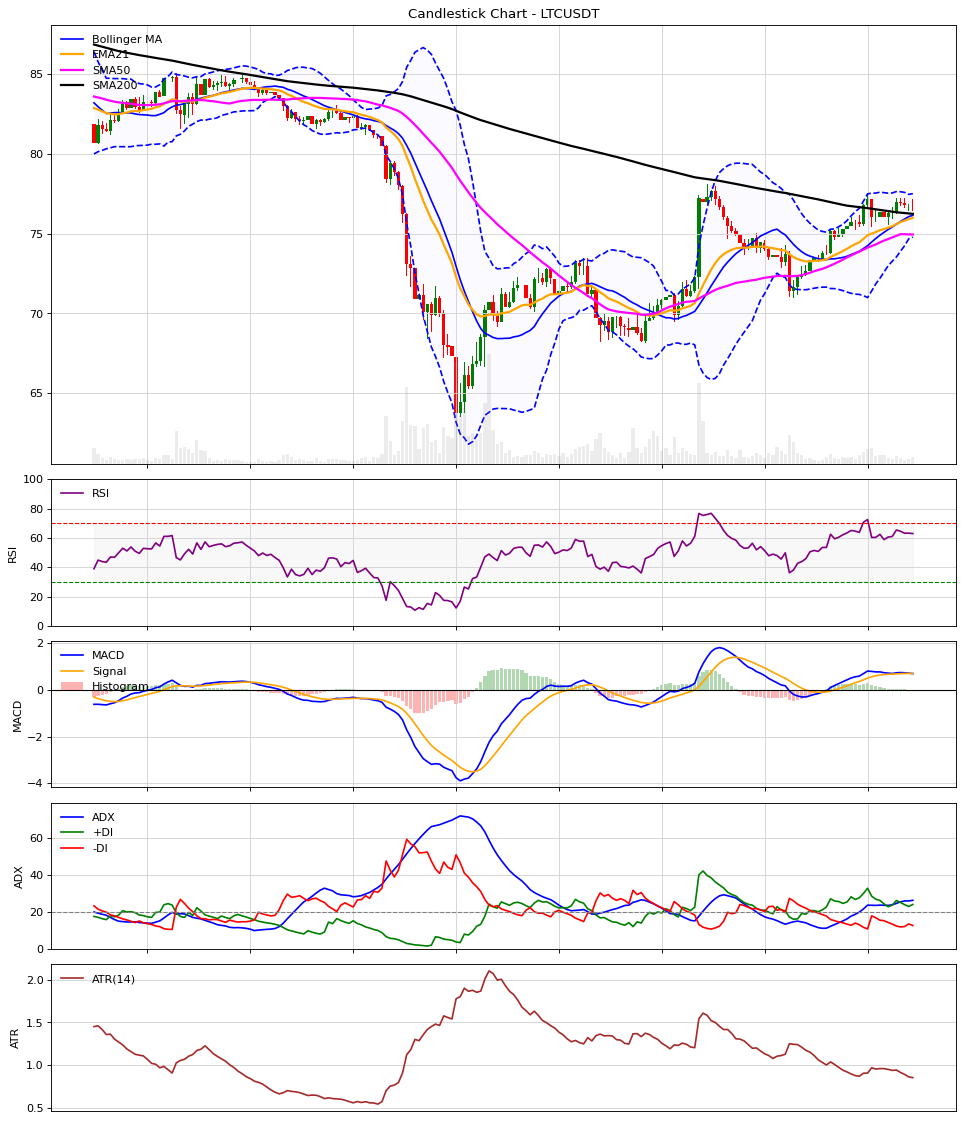 Candlestick Chart - LTCUSDT
Bollinger MA
EMA21
SMA50
SMA200
85
80
75
70
65
RSI
100
80
60
40
20
0
RSI
MACD
Signal
Histogram
2
0
−2
−4
MACD
ADX
+DI
-DI
60
40
20
0
ADX
ATR(14)
2.0
1.5
1.0
0.5
ATR